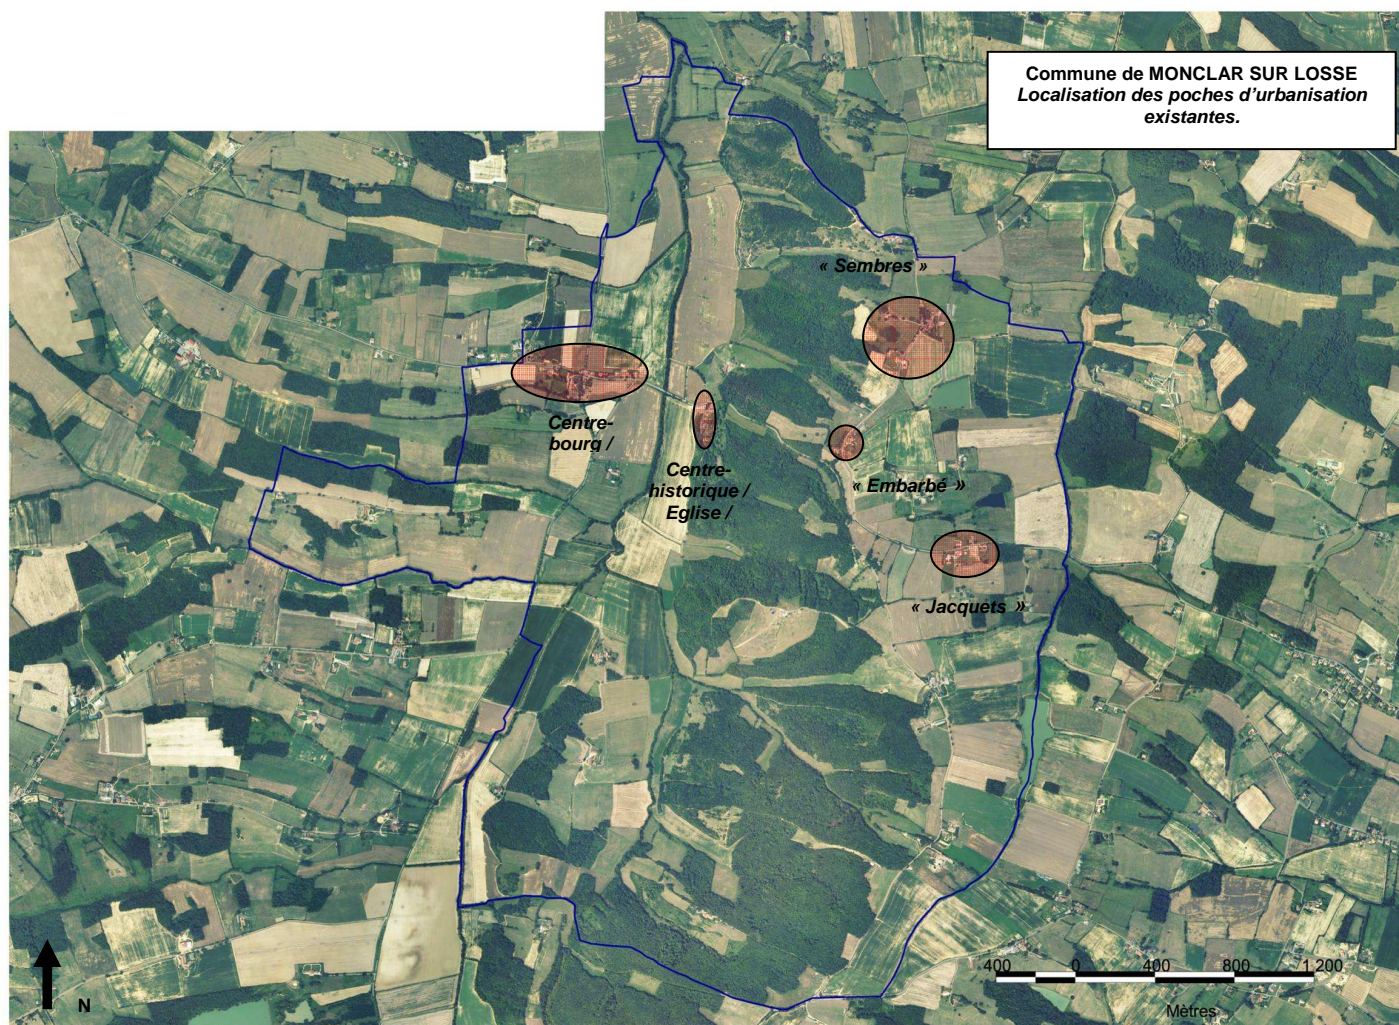 Commune de MONCLAR SUR LOSSE
Localisation des poches d’urbanisation
existantes.
« Sembres »
Centre-
bourg /
Centre-
historique /
Eglise /
« Embarbé »
« Jacquets »
N
400 0 400 800 1 200
Mètres